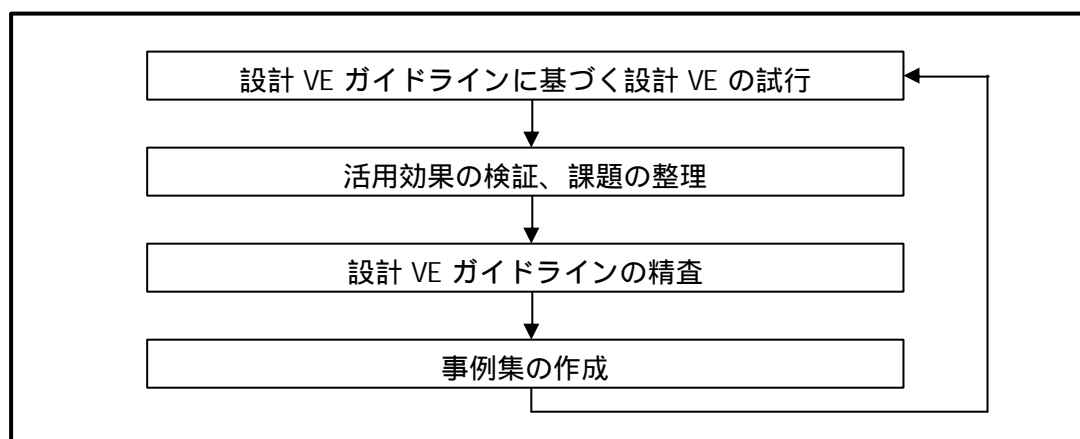 設計 VE ガイドラインに基づく設計 VE の試行
活用効果の検証、課題の整理
設計 VE ガイドラインの精査
事例集の作成